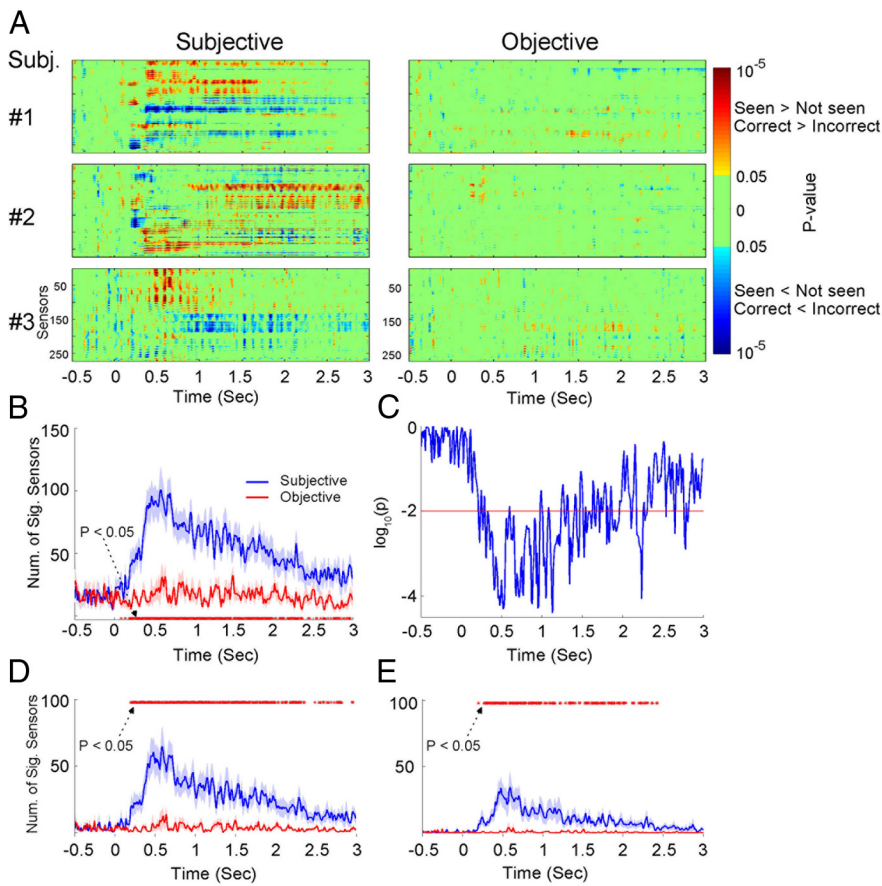 A
Subjective
Objective
Subj.
#1
#2
#3
Sensors
50
150
250
50
150
250
-0.5 0 0.5 1 1.5 2 2.5 3
Time (Sec)
-0.5 0 0.5 1 1.5 2 2.5 3
Time (Sec)
10-5
Seen > Not seen
Correct > Incorrect
0.05
0
0.05
P-value
Seen < Not seen
Correct < Incorrect
10-5
B
150
100
50
0
Num. of Sig. Sensors
Subjective
Objective
P < 0.05
-0.5 0 0.5 1 1.5 2 2.5 3
Time (Sec)
C
0
-2
-4
log10(p)
-0.5 0 0.5 1 1.5 2 2.5 3
Time (Sec)
D
100
50
0
Num. of Sig. Sensors
P < 0.05
-0.5 0 0.5 1 1.5 2 2.5 3
Time (Sec)
E
100
50
P < 0.05
-0.5 0 0.5 1 1.5 2 2.5 3
Time (Sec)